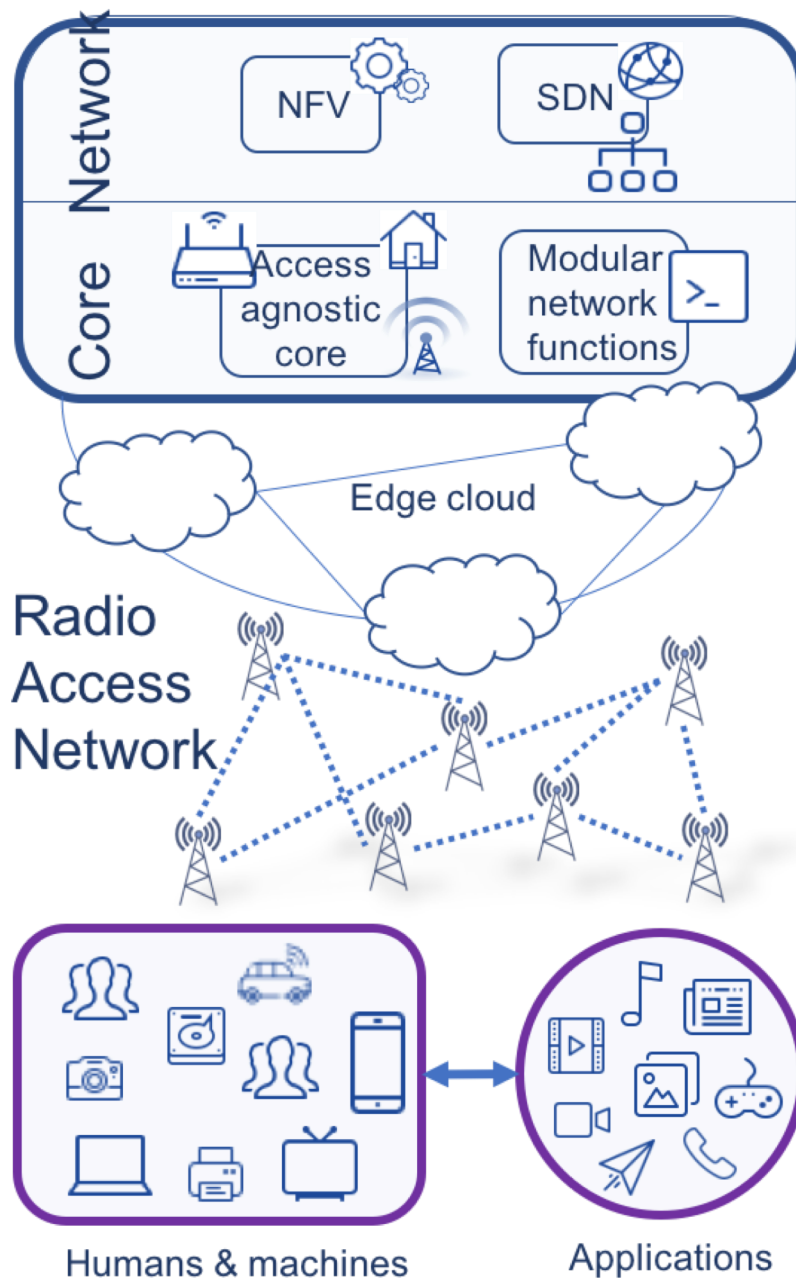 Core Network
NFV
SDN
Access
agnostic
core
Modular
network
functions
>_
Edge cloud
Radio
Access
Network
Humans & machines
Applications